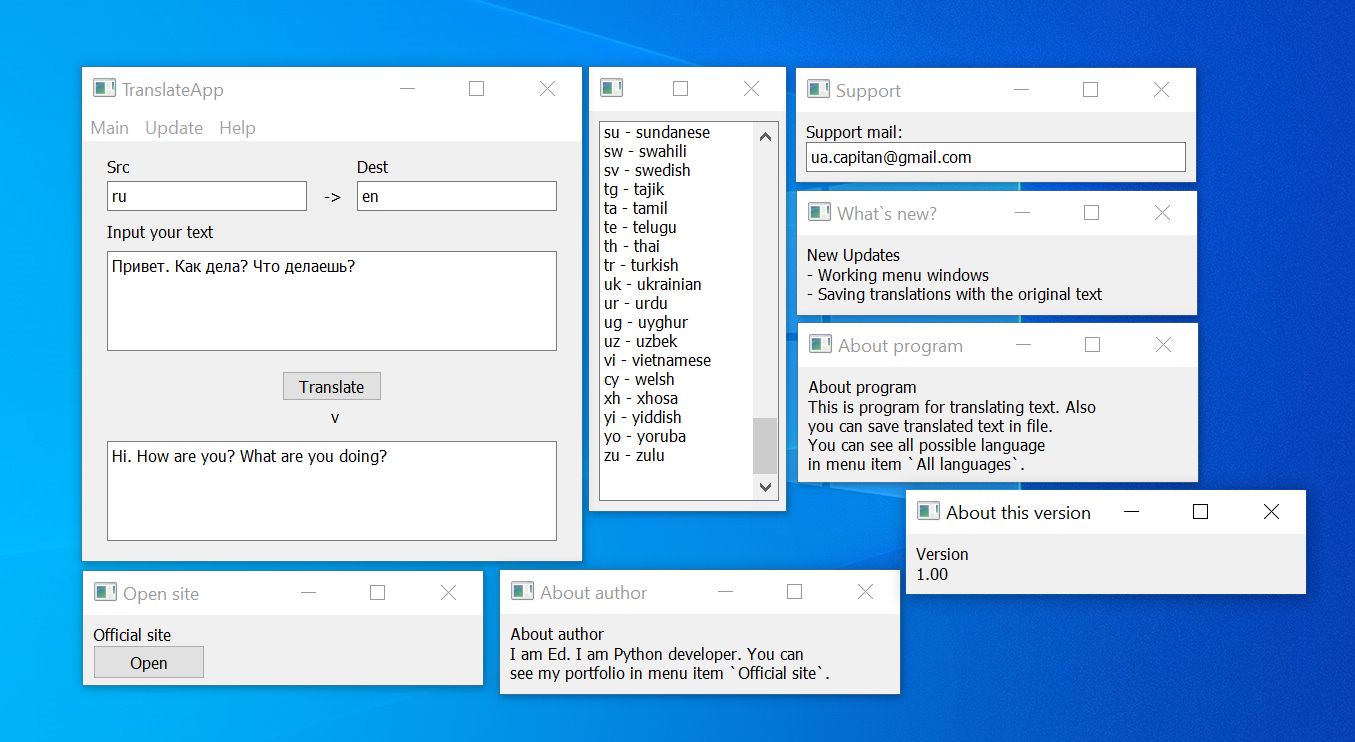 TranslateApp
Main Update Help
Src
Dest
ru
->
en
Input your text
Привет. Как дела? Что делаешь?
Translate
v
Hi. How are you? What are you doing?
su - sundanese
sw - swahili
sv - swedish
tg - tajik
ta - tamil
te - telugu
th - thai
tr - turkish
uk - ukrainian
ur - urdu
ug - uyghur
uz - uzbek
vi - vietnamese
cy - welsh
xh - xhosa
yi - yiddish
yo - yoruba
zu - zulu
Support
Support mail:
ua.capitan@gmail.com
What`s new?
New Updates
- Working menu windows
- Saving translations with the original text
About program
About program
This is program for translating text. Also
you can save translated text in file.
You can see all possible language
in menu item `All languages`.
About this version
Version
1.00
Open site
Official site
Open
About author
About author
I am Ed. I am Python developer. You can
see my portfolio in menu item `Official site`.